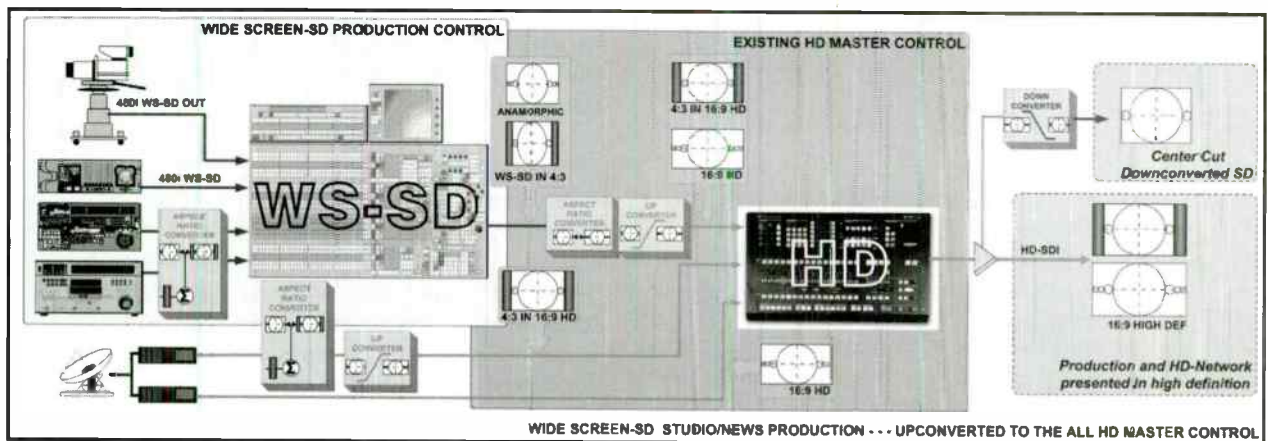 WIDE SCREEN-SD PRODUCTION CONTROL
EXISTING HD MASTER CONTROL
480i WS-SD OUT
480i WS-SD
WS-SD
ASPECT
RATIO
CONVERTER
ANAMORPHIC
WS-SD IN 4:3
4:3 IN 16:9 HD
16:9 HD
ASPECT
RATIO
CONVERTER
UP
CONVERTER
4:3 IN 16:9 HD
HD
ASPECT
RATIO
CONVERTER
UP
CONVERTER
16:9 HD
DOWN
CONVERTER
Center Cut
Downconverted SD
HD-SDI
16:9 HIGH DEF
Production and HD-Network
presented in high definition
WIDE SCREEN-SD STUDIO/NEWS PRODUCTION - - - UPCONVERTED TO THE ALL HD MASTER CONTROL